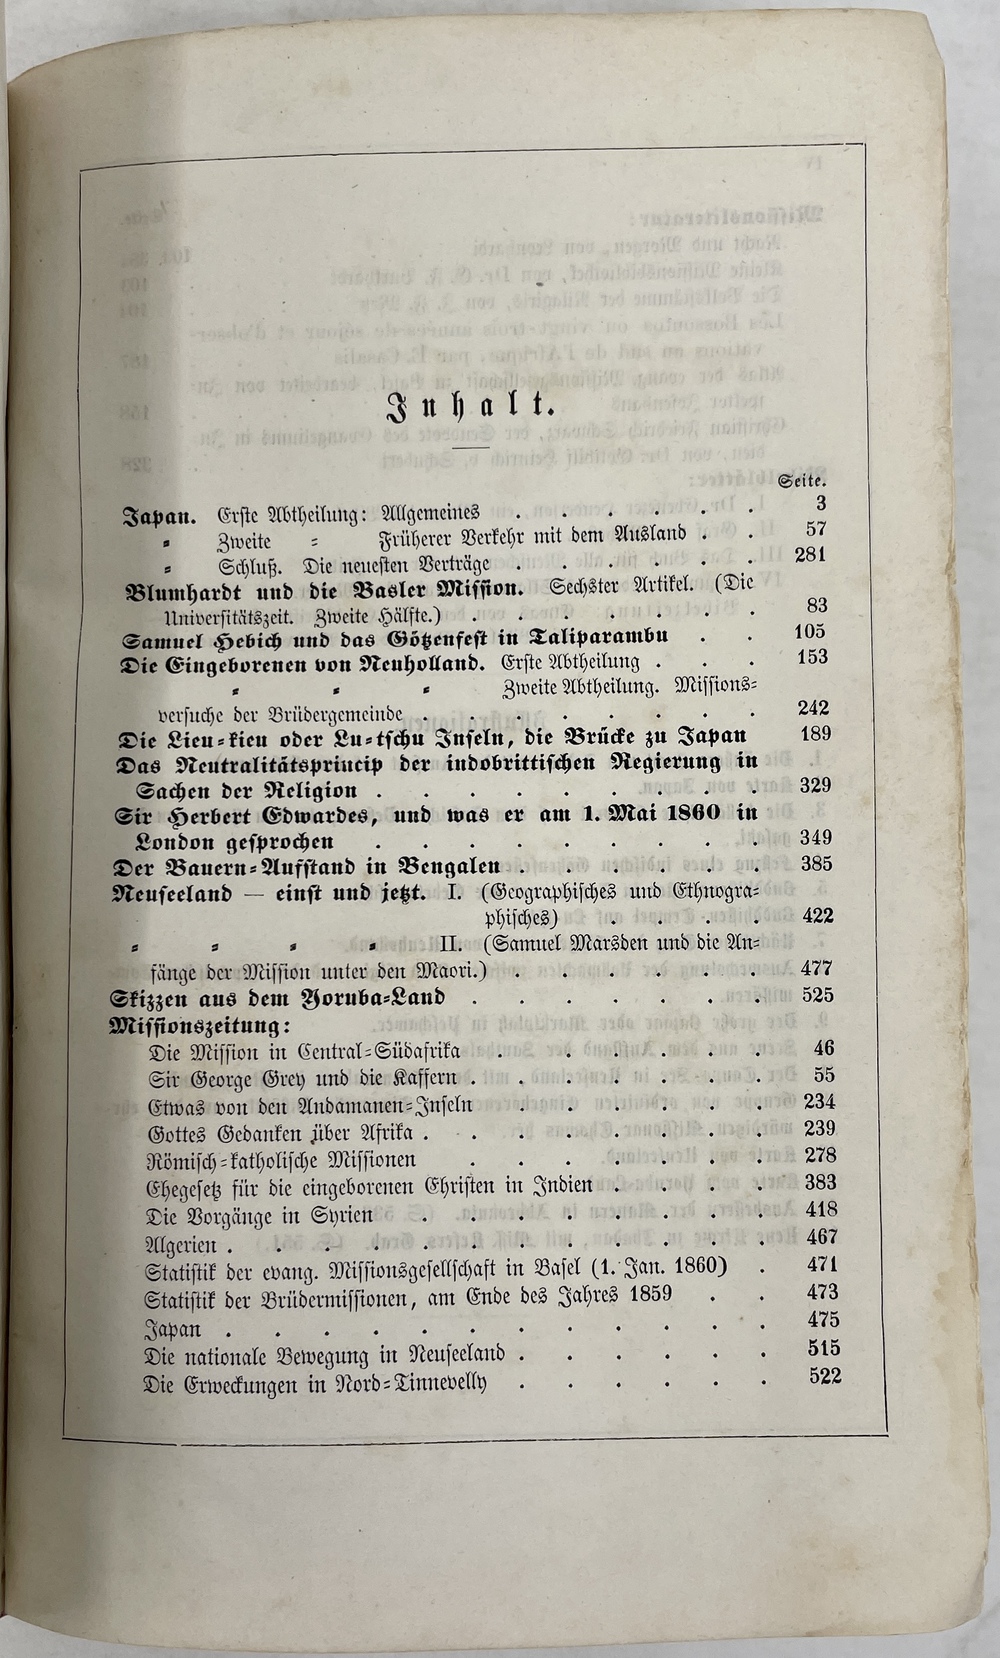 Inhalt.
Seite.
Japan. Erste Abtheilung: Allgemeines . . . . . . 3
„ Zweite „ Früherer Verkehr mit dem Ausland . . 57
„ Schluß. Die neuesten Verträge . . . . . . 281
Blumhardt und die Basler Mission. Sechster Artikel. (Die
Universitätszeit. Zweite Hälfte.) . . . . . . . 83
Samuel Hebich und das Götzenfest in Taliparambu . . 105
Die Eingeborenen von Neuholland. Erste Abtheilung . . . 153
„ „ „ Zweite Abtheilung. Missions=
versuche der Brüdergemeinde . . . . . . . . 242
Die Lieu=kieu oder Lu=tschu Inseln, die Brücke zu Japan 189
Das Neutralitätsprincip der indobrittischen Regierung in
Sachen der Religion . . . . . . . . . 329
Sir Herbert Edwardes, und was er am 1. Mai 1860 in
London gesprochen . . . . . . . . . 349
Der Bauern=Aufstand in Bengalen . . . . . . 385
Neuseeland — einst und jetzt. I. (Geographisches und Ethnogra=
phisches) . . . . 422
„ „ „ „ II. (Samuel Marsden und die An=
fänge der Mission unter den Maori.) . . . . . . 477
Skizzen aus dem Yoruba=Land . . . . . . . 525
Missionszeitung:
Die Mission in Central=Südafrika . . . . . . 46
Sir George Grey und die Kaffern . . . . . . . 55
Etwas von den Andamanen=Inseln . . . . . . 234
Gottes Gedanken über Afrika . . . . . . . . 239
Römisch=katholische Missionen . . . . . . . 278
Ehegesetz für die eingeborenen Christen in Indien . . . . 383
Die Vorgänge in Syrien . . . . . . . . 418
Algerien . . . . . . . . . . . . 467
Statistik der evang. Missionsgesellschaft in Basel (1. Jan. 1860) . 471
Statistik der Brüdermissionen, am Ende des Jahres 1859 . . 473
Japan . . . . . . . . . . . . 475
Die nationale Bewegung in Neuseeland . . . . . . 515
Die Erweckungen in Nord=Tinnevelly . . . . . . 522